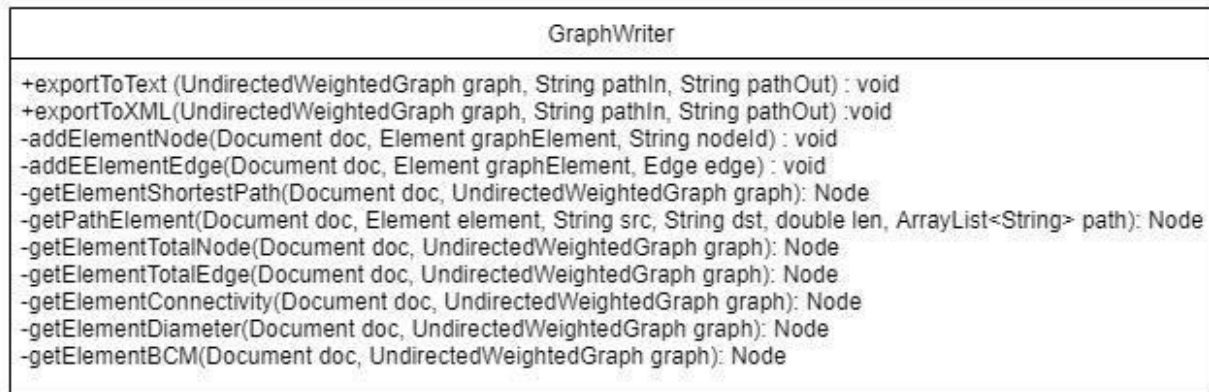 GraphWriter
+exportToText (UndirectedWeightedGraph graph, String pathIn, String pathOut) : void
+exportToXML(UndirectedWeightedGraph graph, String pathIn, String pathOut) :void
-addElementNode(Document doc, Element graphElement, String nodeId) : void
-addEElementEdge(Document doc, Element graphElement, Edge edge) : void
-getElementShortestPath(Document doc, UndirectedWeightedGraph graph): Node
-getPathElement(Document doc, Element element, String src, String dst, double len, ArrayList<String> path): Node
-getElementTotalNode(Document doc, UndirectedWeightedGraph graph): Node
-getElementTotalEdge(Document doc, UndirectedWeightedGraph graph): Node
-getElementConnectivity(Document doc, UndirectedWeightedGraph graph): Node
-getElementDiameter(Document doc, UndirectedWeightedGraph graph): Node
-getElementBCM(Document doc, UndirectedWeightedGraph graph): Node